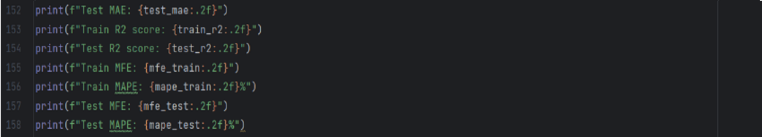 152 print(f"Test MAE: {test_mae:.2f}")
153 print(f"Train R2 score: {train_r2:.2f}")
154 print(f"Test R2 score: {test_r2:.2f}")
155 print(f"Train MFE: {mfe_train:.2f}")
156 print(f"Train MAPE: {mape_train:.2f}%")
157 print(f"Test MFE: {mfe_test:.2f}")
158 print(f"Test MAPE: {mape_test:.2f}%")